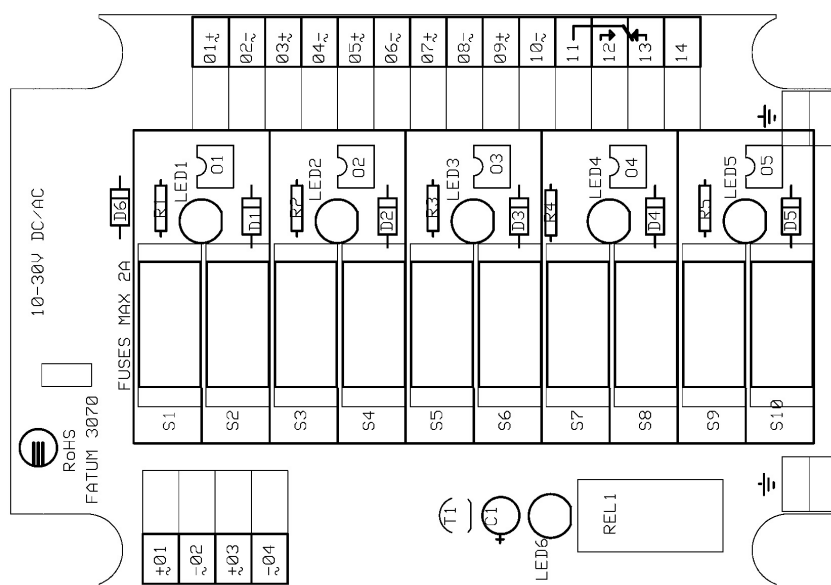 01+~
02-~
03+~
04-~
05+~
06-~
07+~
08-~
09+~
10-~
11
12
13
14
10-30V DC/AC
FUSES MAX 2A
D6
R1
LED1
O1
D1
R2
LED2
O2
D2
R3
LED3
O3
D3
R4
LED4
O4
D4
R5
LED5
O5
D5
S1
S2
S3
S4
S5
S6
S7
S8
S9
S10
RoHS
FATUM 3070
T1
C1
+
LED6
REL1
±01
~02
±03
~04